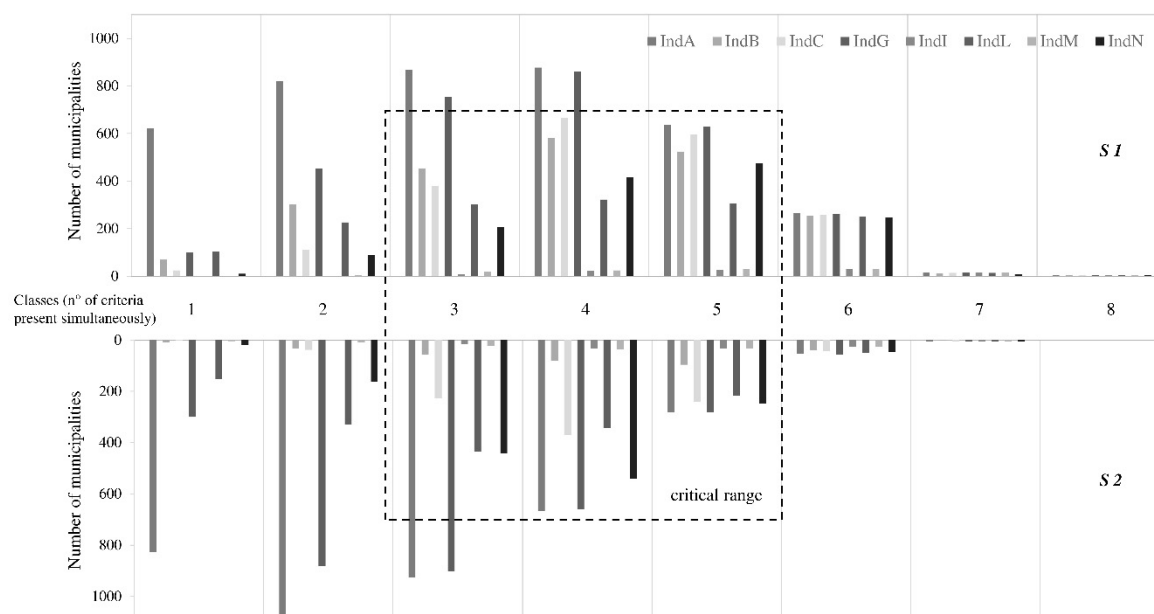 1000
IndA IndB IndC IndG IndI IndL IndM IndN
800
600
400
200
0
Number of municipalities
S 1
Classes (n° of criteria
present simultaneously)
1 2 3 4 5 6 7 8
0
200
400
600
800
1000
Number of municipalities
critical range
S 2